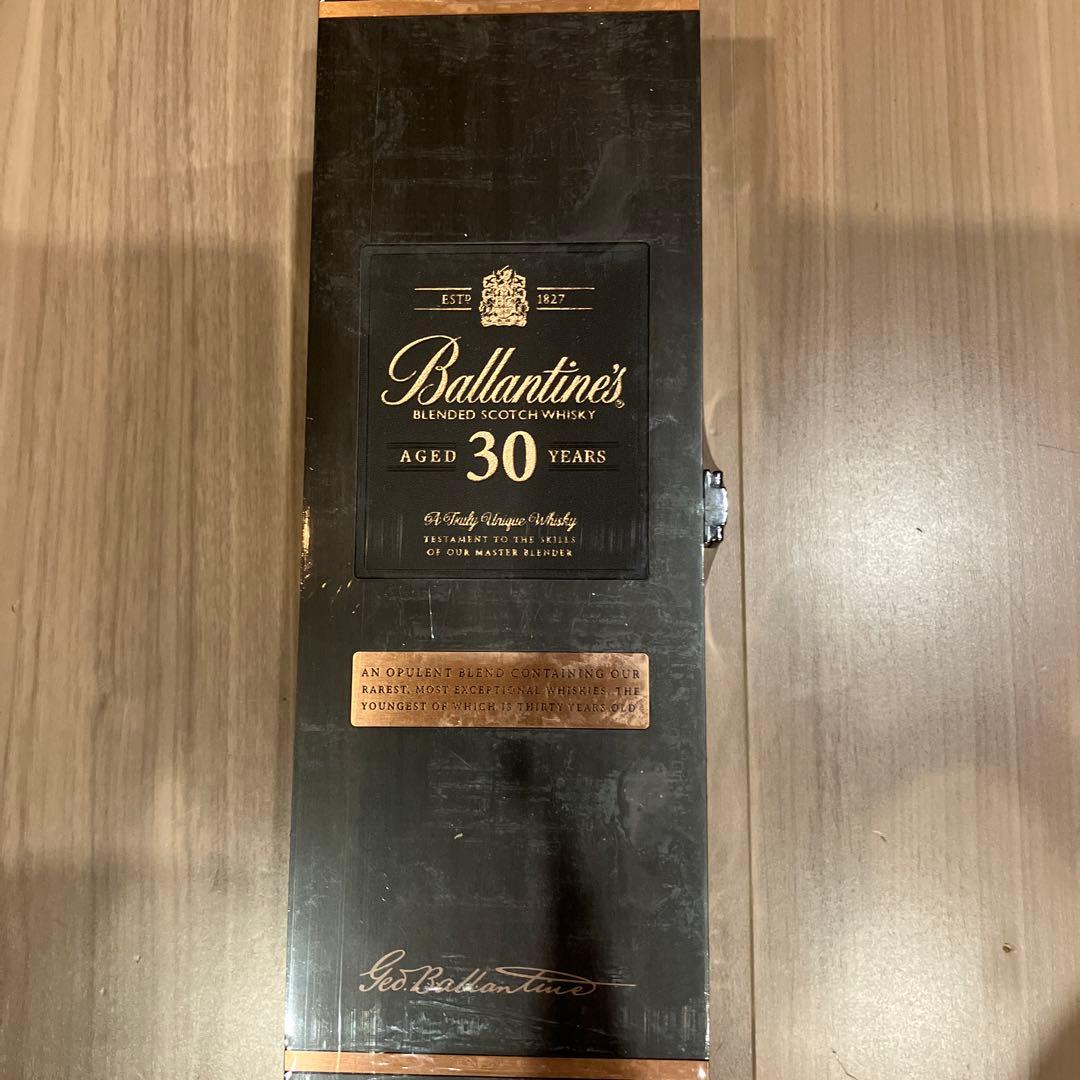 ESTD 1827
Ballantine's
BLENDED SCOTCH WHISKY
AGED 30 YEARS
A Truly Unique Whisky
TESTAMENT TO THE SKILLS
OF OUR MASTER BLENDER
AN OPULENT BLEND CONTAINING OUR
RAREST, MOST EXCEPTIONAL WHISKIES, THE
YOUNGEST OF WHICH IS THIRTY YEARS OLD
Geo. Ballantine